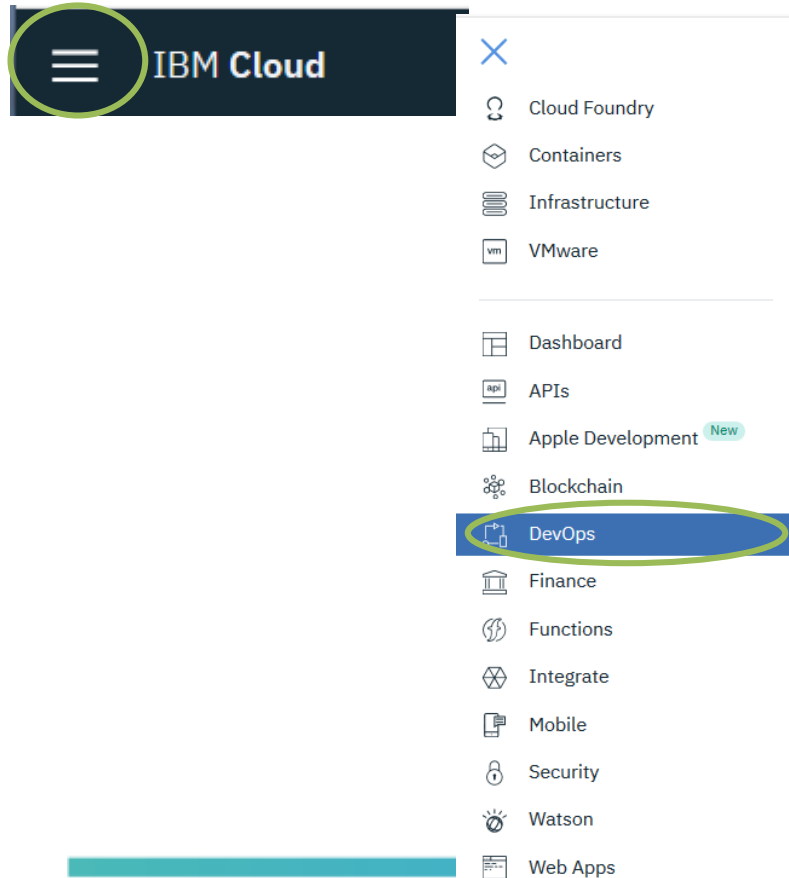 IBM Cloud
Cloud Foundry
Containers
Infrastructure
vm VMware
Dashboard
api APIs
Apple Development New
Blockchain
DevOps
Finance
Functions
Integrate
Mobile
Security
Watson
Web Apps